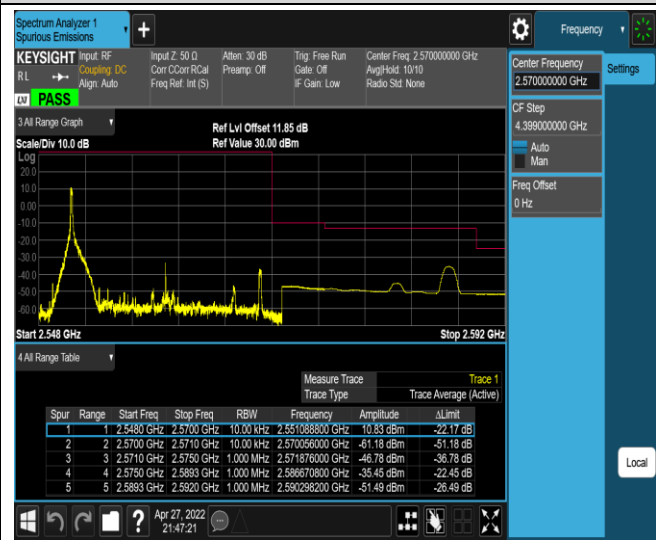 Spectrum Analyzer 1
Spurious Emissions
Frequency
KEYSIGHT
R L
LXI PASS
Input: RF
Coupling: DC
Align: Auto
Input Z: 50 Ω
Corr CCorr RCal
Freq Ref: Int (S)
Atten: 30 dB
Preamp: Off
Trig: Free Run
Gate: Off
IF Gain: Low
Center Freq: 2.570000000 GHz
Avg|Hold: 10/10
Radio Std: None
Center Frequency
2.570000000 GHz
Settings
CF Step
4.399000000 GHz
Auto
Man
Freq Offset
0 Hz
3 All Range Graph
Scale/Div 10.0 dB
Ref Lvl Offset 11.85 dB
Ref Value 30.00 dBm
Log
20.0
10.0
0.00
-10.0
-20.0
-30.0
-40.0
-50.0
-60.0
Start 2.548 GHz
Stop 2.592 GHz
4 All Range Table
Measure Trace Trace 1
Trace Type Trace Average (Active)
Spur Range Start Freq Stop Freq RBW Frequency Amplitude ΔLimit
1 1 2.5480 GHz 2.5700 GHz 10.00 kHz 2.551088800 GHz 10.83 dBm -22.17 dB
2 2 2.5700 GHz 2.5710 GHz 10.00 kHz 2.570056000 GHz -61.18 dBm -51.18 dB
3 3 2.5710 GHz 2.5750 GHz 1.000 MHz 2.571876000 GHz -46.78 dBm -36.78 dB
4 4 2.5750 GHz 2.5893 GHz 1.000 MHz 2.586670800 GHz -35.45 dBm -22.45 dB
5 5 2.5893 GHz 2.5920 GHz 1.000 MHz 2.590298200 GHz -51.49 dBm -26.49 dB
Local
Apr 27, 2022
21:47:21